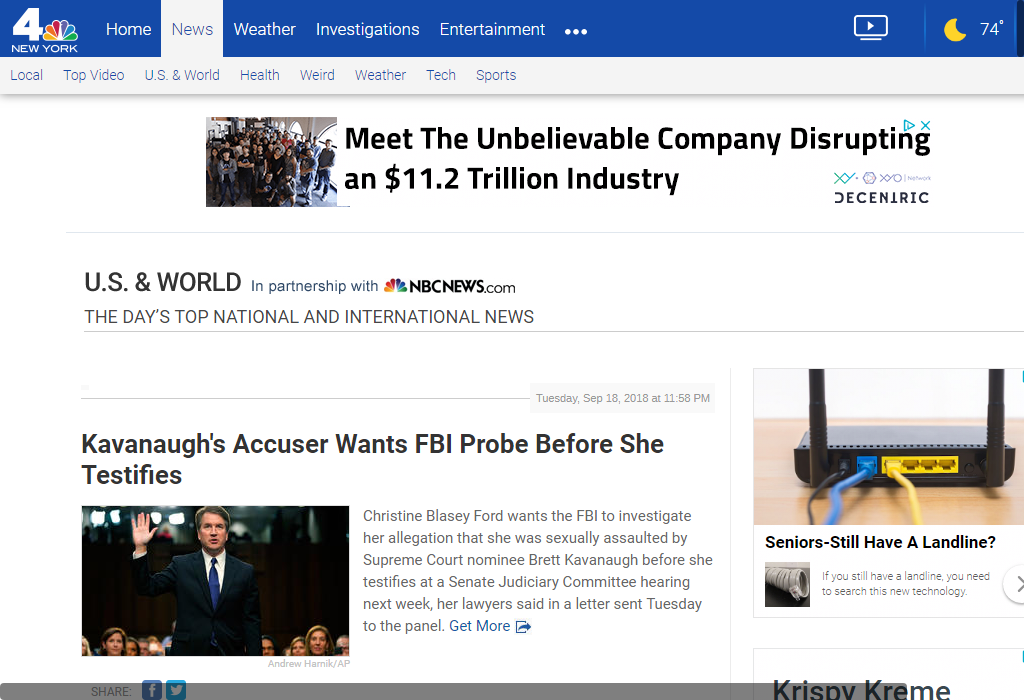 4
NEW YORK
Home
News
Weather
Investigations
Entertainment
74°
Local
Top Video
U.S. & World
Health
Weird
Weather
Tech
Sports
Meet The Unbelievable Company Disrupting
an $11.2 Trillion Industry
XYO | Network
DECENTRIC
U.S. & WORLD In partnership with NBCNEWS.com
THE DAY'S TOP NATIONAL AND INTERNATIONAL NEWS
Tuesday, Sep 18, 2018 at 11:58 PM
Kavanaugh's Accuser Wants FBI Probe Before She
Testifies
Christine Blasey Ford wants the FBI to investigate
her allegation that she was sexually assaulted by
Supreme Court nominee Brett Kavanaugh before she
testifies at a Senate Judiciary Committee hearing
next week, her lawyers said in a letter sent Tuesday
to the panel. Get More
Andrew Harnik/AP
SHARE:
Seniors-Still Have A Landline?
If you still have a landline, you need
to search this new technology.
Krispy Kreme